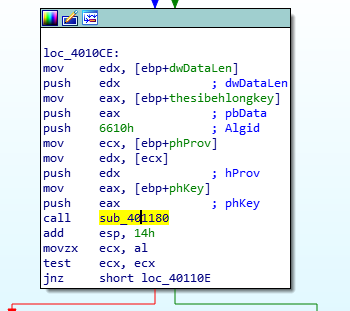 loc_4010CE:
mov edx, [ebp+dwDataLen]
push edx ; dwDataLen
mov eax, [ebp+thesibehlongkey]
push eax ; pbData
push 6610h ; Algid
mov ecx, [ebp+phProv]
mov edx, [ecx]
push edx ; hProv
mov eax, [ebp+phKey]
push eax ; phKey
call sub_401180
add esp, 14h
movzx ecx, al
test ecx, ecx
jnz short loc_40110E